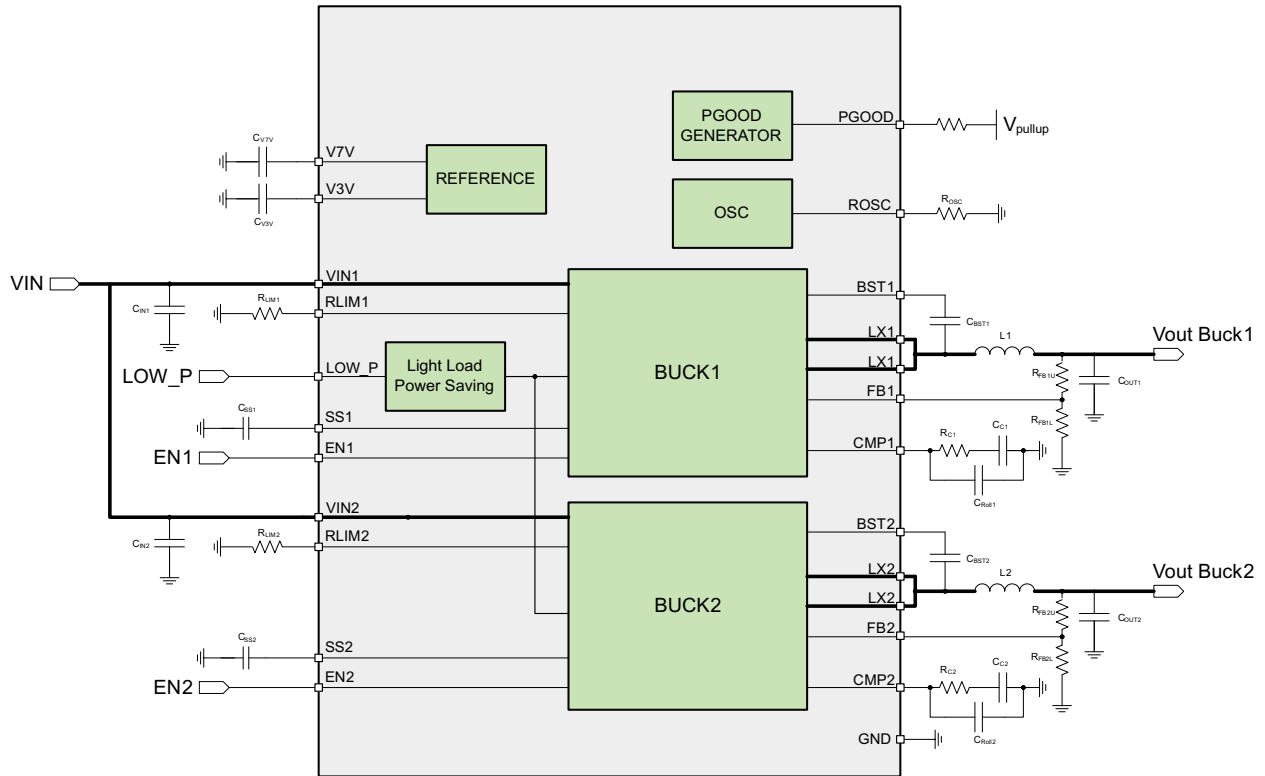 PGOOD
GENERATOR
PGOOD
Vpullup
CV7V
V7V
REFERENCE
V3V
CV3V
OSC
ROSC
ROSC
VIN
VIN1
CIN1
RLIM1
RLIM1
BUCK1
BST1
CBST1
LX1
LX1
L1
Vout Buck1
LOW_P
LOW_P
Light Load
Power Saving
RFB1U
COUT1
FB1
RFB1L
CSS1
SS1
EN1
EN1
CMP1
RC1
CC1
CRoll1
VIN2
CIN2
RLIM2
RLIM2
BUCK2
BST2
CBST2
LX2
LX2
L2
Vout Buck2
RFB2U
COUT2
FB2
RFB2L
CSS2
SS2
EN2
EN2
CMP2
RC2
CC2
CRoll2
GND